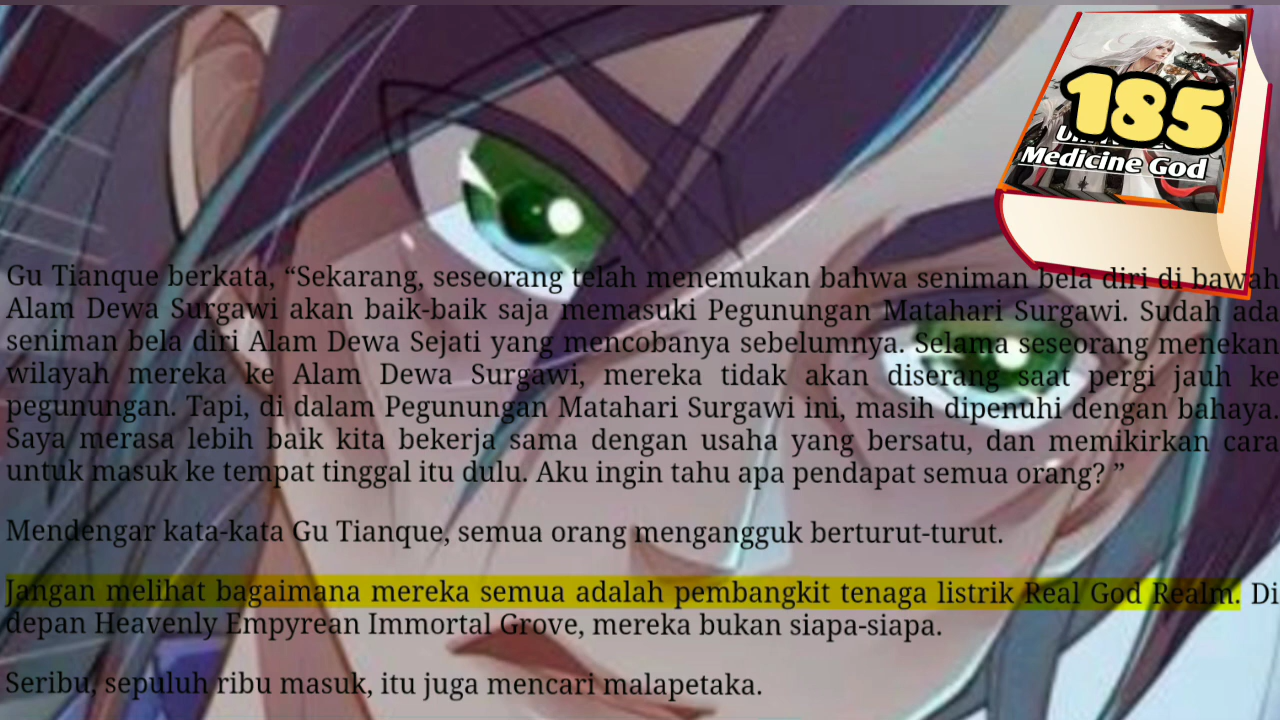 185
Medicine God
Gu Tianque berkata, “Sekarang, seseorang telah menemukan bahwa seniman bela diri di bawah
Alam Dewa Surgawi akan baik-baik saja memasuki Pegunungan Matahari Surgawi. Sudah ada
seniman bela diri Alam Dewa Sejati yang mencobanya sebelumnya. Selama seseorang menekan
wilayah mereka ke Alam Dewa Surgawi, mereka tidak akan diserang saat pergi jauh ke
pegunungan. Tapi, di dalam Pegunungan Matahari Surgawi ini, masih dipenuhi dengan bahaya.
Saya merasa lebih baik kita bekerja sama dengan usaha yang bersatu, dan memikirkan cara
untuk masuk ke tempat tinggal itu dulu. Aku ingin tahu apa pendapat semua orang? ”
Mendengar kata-kata Gu Tianque, semua orang mengangguk berturut-turut.
Jangan melihat bagaimana mereka semua adalah pembangkit tenaga listrik Real God Realm. Di
depan Heavenly Empyrean Immortal Grove, mereka bukan siapa-siapa.
Seribu, sepuluh ribu masuk, itu juga mencari malapetaka.